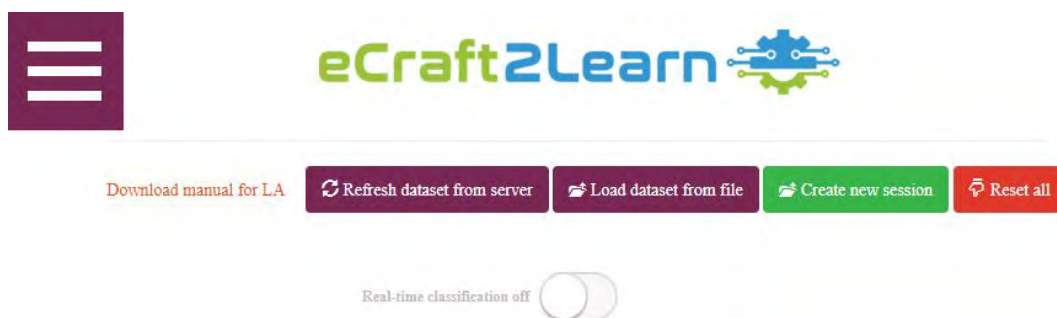 eCraft2Learn
Download manual for LA Refresh dataset from server Load dataset from file Create new session Reset all
Real-time classification off